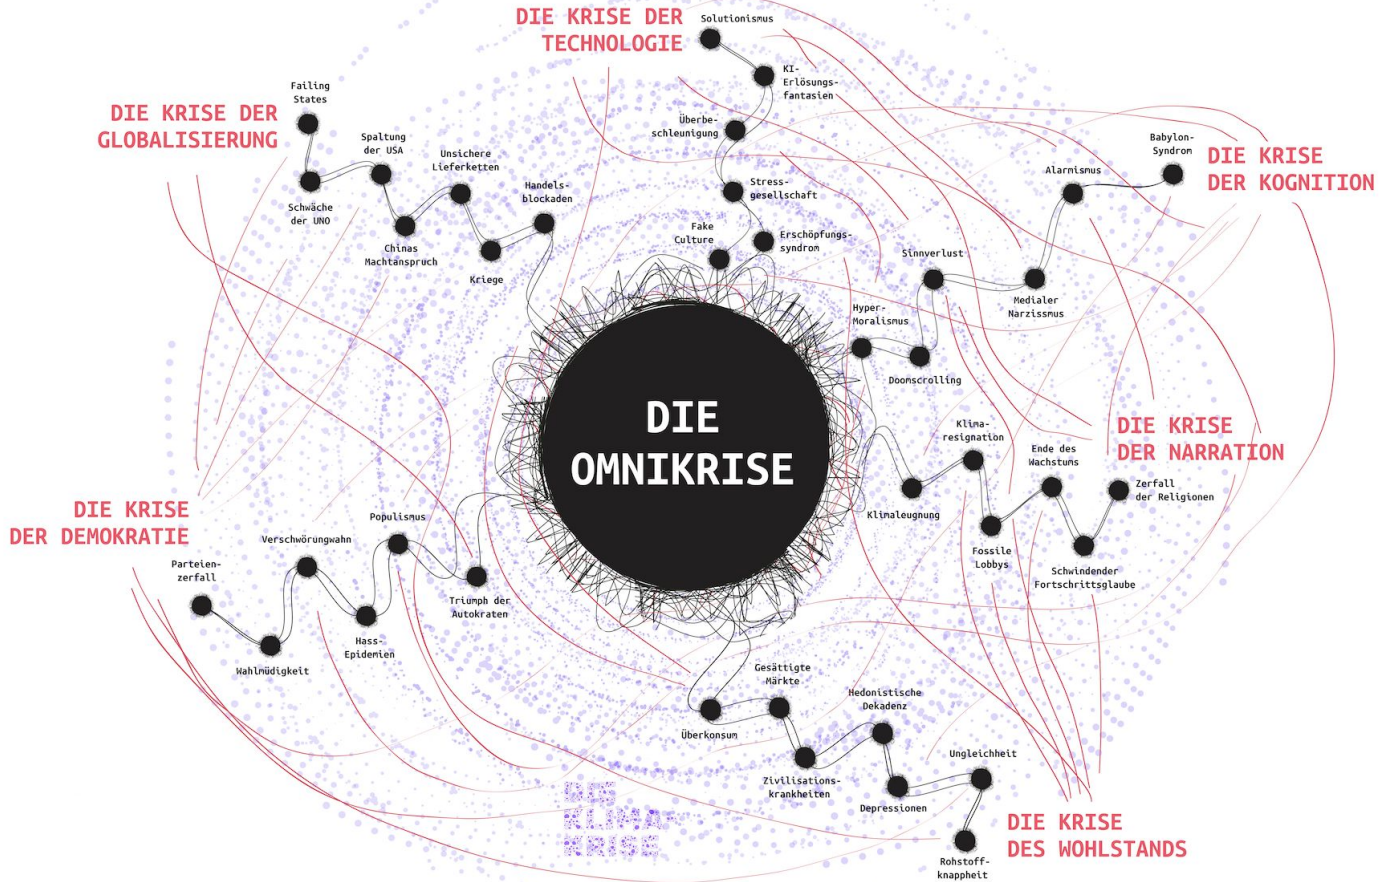 DIE KRISE DER
TECHNOLOGIE
Solutionismus
KI-
Erlösungs-
fantasien
Überbe-
schleunigung
Stress-
gesellschaft
Fake
Culture
Erschöpfungs-
syndrom
DIE KRISE DER
GLOBALISIERUNG
Failing
States
Schwäche
der UNO
Spaltung
der USA
Chinas
Machtanspruch
Unsichere
Lieferketten
Kriege
Handels-
blockaden
DIE KRISE
DER KOGNITION
Babylon-
Syndrom
Alarmismus
Medialer
Narzissmus
Sinnverlust
Doomscrolling
Hyper-
Moralismus
DIE
OMNIKRISE
DIE KRISE
DER NARRATION
Klimaleugnung
Klima-
resignation
Fossile
Lobbys
Ende des
Wachstums
Schwindender
Fortschrittsglaube
Zerfall
der Religionen
DIE KRISE
DER DEMOKRATIE
Parteien-
zerfall
Wahlmüdigkeit
Verschwörungwahn
Hass-
Epidemien
Populismus
Triumph der
Autokraten
Überkonsum
Gesättigte
Märkte
Zivilisations-
krankheiten
Hedonistische
Dekadenz
Depressionen
Ungleichheit
Rohstoff-
knappheit
DIE KRISE
DES WOHLSTANDS
DIE
KLIMA
KRISE